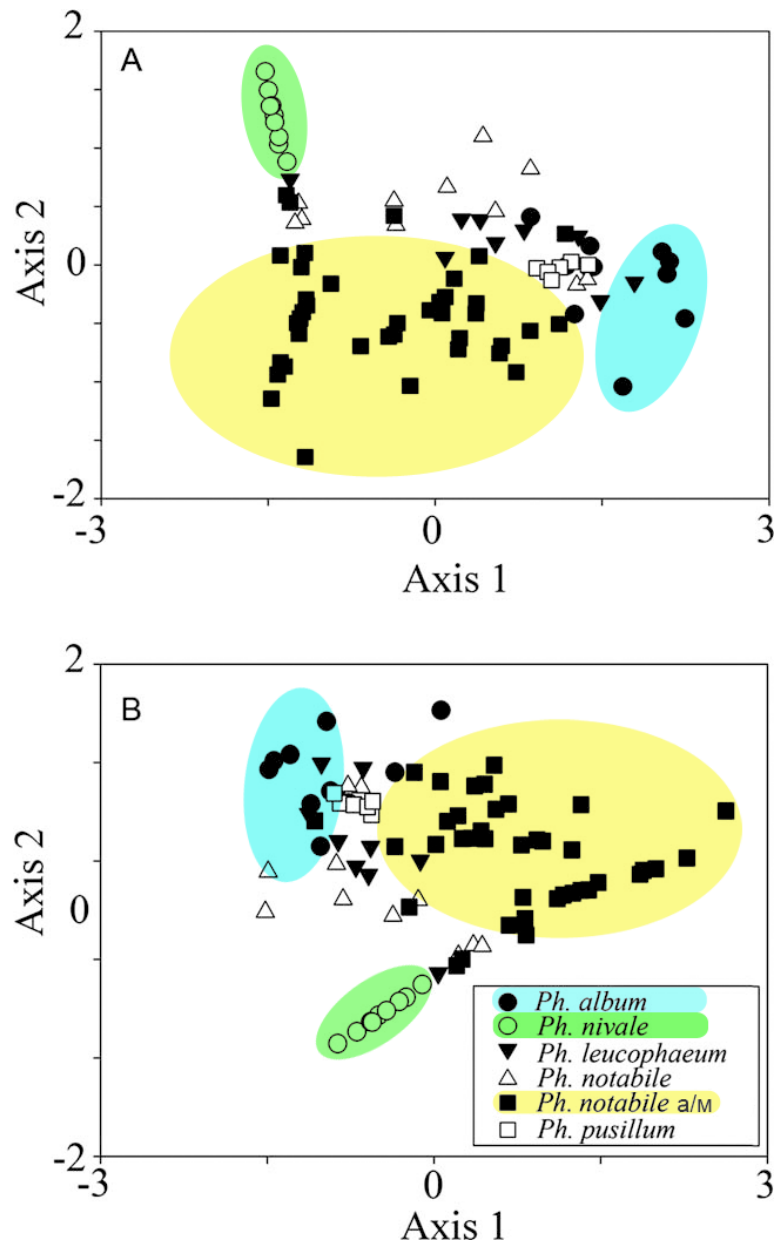 2
A
Axis 2
0
-2
-3
0
3
Axis 1
2
B
Axis 2
0
Ph. album
Ph. nivale
Ph. leucophaeum
Ph. notabile
Ph. notabile a/м
Ph. pusillum
-2
-3
0
3
Axis 1